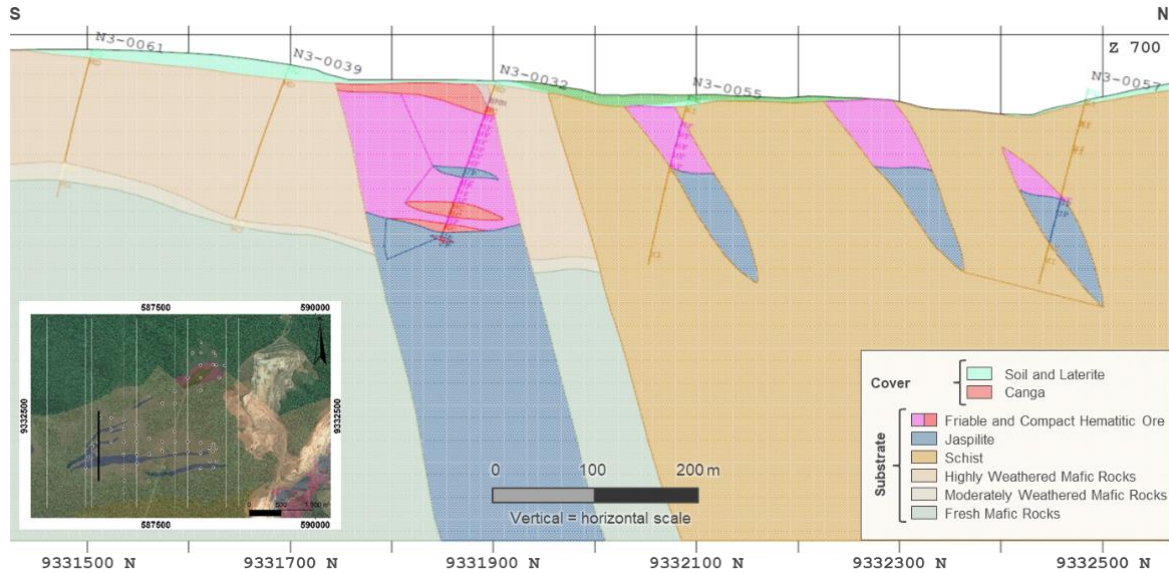 S
N
N3-0061
N3-0039
N3-0032
N3-0055
N3-0057
Z 700
587500
590000
9332500
9332500
587500
590000
0 100 200 m
Vertical = horizontal scale
Cover
Soil and Laterite
Canga
Substrate
Friable and Compact Hematitic Ore
Jaspilite
Schist
Highly Weathered Mafic Rocks
Moderately Weathered Mafic Rocks
Fresh Mafic Rocks
9331500 N
9331700 N
9331900 N
9332100 N
9332300 N
9332500 N